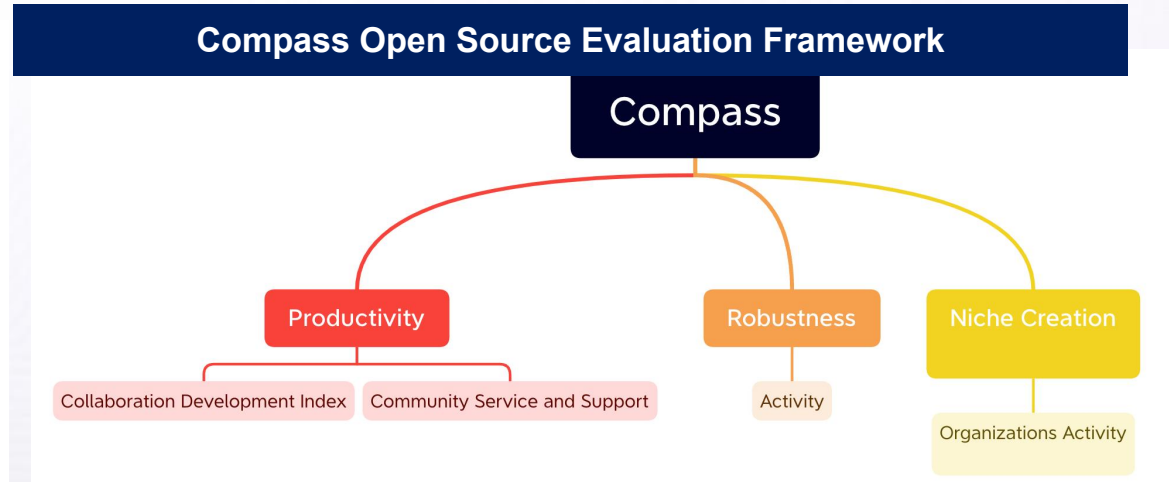 Compass Open Source Evaluation Framework
Compass
Productivity
Robustness
Niche Creation
Collaboration Development Index
Community Service and Support
Activity
Organizations Activity